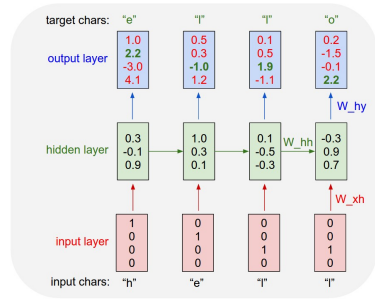 target chars: “e” “l” “l” “o”
output layer
1.0 0.5 0.1 0.2
2.2 0.3 0.5 -1.5
-3.0 -1.0 1.9 -0.1
4.1 1.2 -1.1 2.2
W_hy
hidden layer
0.3 1.0 0.1 -0.3
-0.1 0.3 -0.5 0.9
0.9 0.1 -0.3 0.7
W_hh
W_xh
input layer
1 0 0 0
0 1 0 0
0 0 1 1
0 0 0 0
input chars: “h” “e” “l” “l”